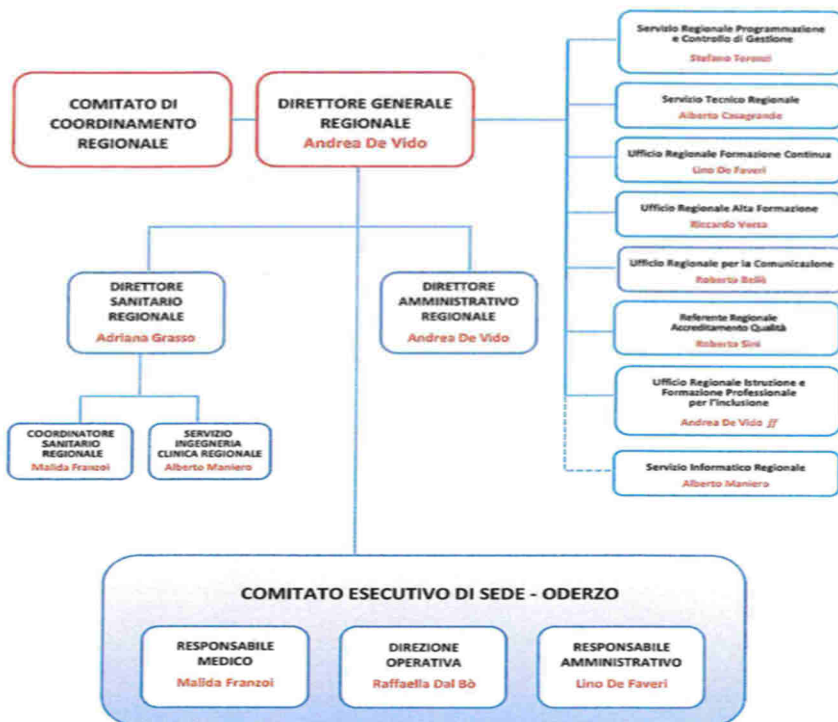 COMITATO DI
COORDINAMENTO
REGIONALE
DIRETTORE GENERALE
REGIONALE
Andrea De Vido
Servizio Regionale Programmazione
e Controllo di Gestione
Stefano Terenzi
Servizio Tecnico Regionale
Alberto Casagrande
Ufficio Regionale Formazione Continua
Lino De Faveri
Ufficio Regionale Alta Formazione
Riccardo Versa
Ufficio Regionale per la Comunicazione
Roberto Bellò
Referente Regionale
Accreditamento Qualità
Roberta Sini
Ufficio Regionale Istruzione e
Formazione Professionale
per l'Inclusione
Andrea De Vido ff
Servizio Informatico Regionale
Alberto Maniero
DIRETTORE
SANITARIO
REGIONALE
Adriana Grasso
DIRETTORE
AMMINISTRATIVO
REGIONALE
Andrea De Vido
COORDINATORE
SANITARIO
REGIONALE
Malida Franzoi
SERVIZIO
INGEGNERIA
CLINICA REGIONALE
Alberto Maniero
COMITATO ESECUTIVO DI SEDE - ODERZO
RESPONSABILE
MEDICO
Malida Franzoi
DIREZIONE
OPERATIVA
Raffaella Dal Bò
RESPONSABILE
AMMINISTRATIVO
Lino De Faveri